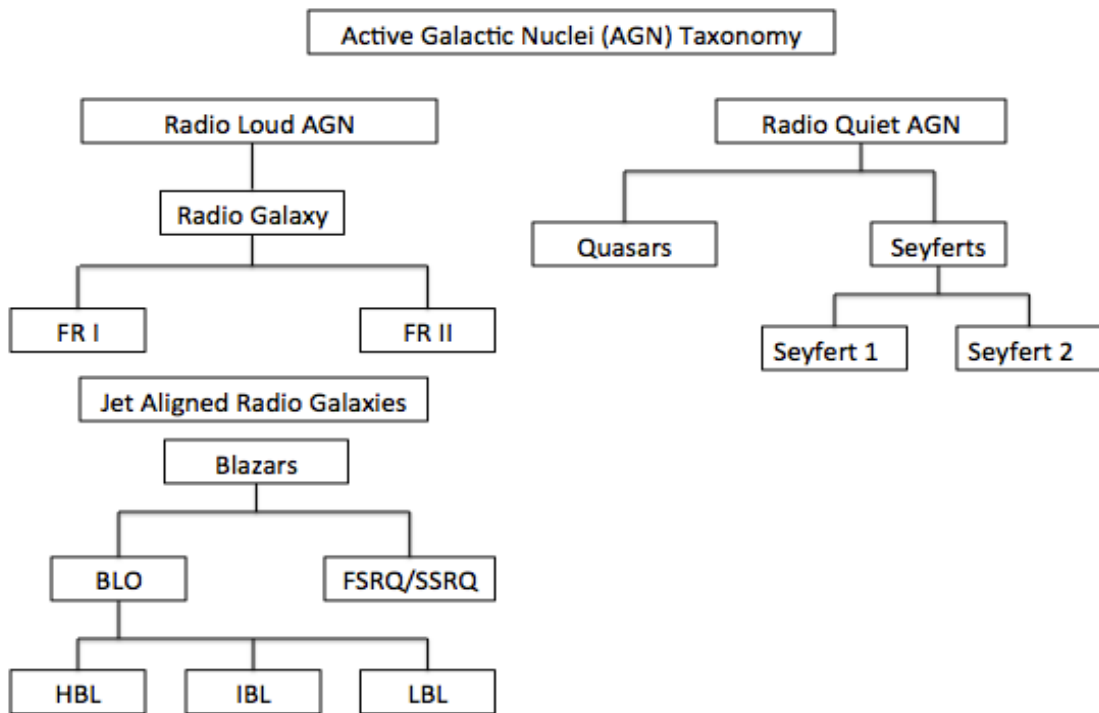 Active Galactic Nuclei (AGN) Taxonomy
Radio Loud AGN
Radio Quiet AGN
Radio Galaxy
Quasars
Seyferts
FR I
FR II
Seyfert 1
Seyfert 2
Jet Aligned Radio Galaxies
Blazars
BLO
FSRQ/SSRQ
HBL
IBL
LBL